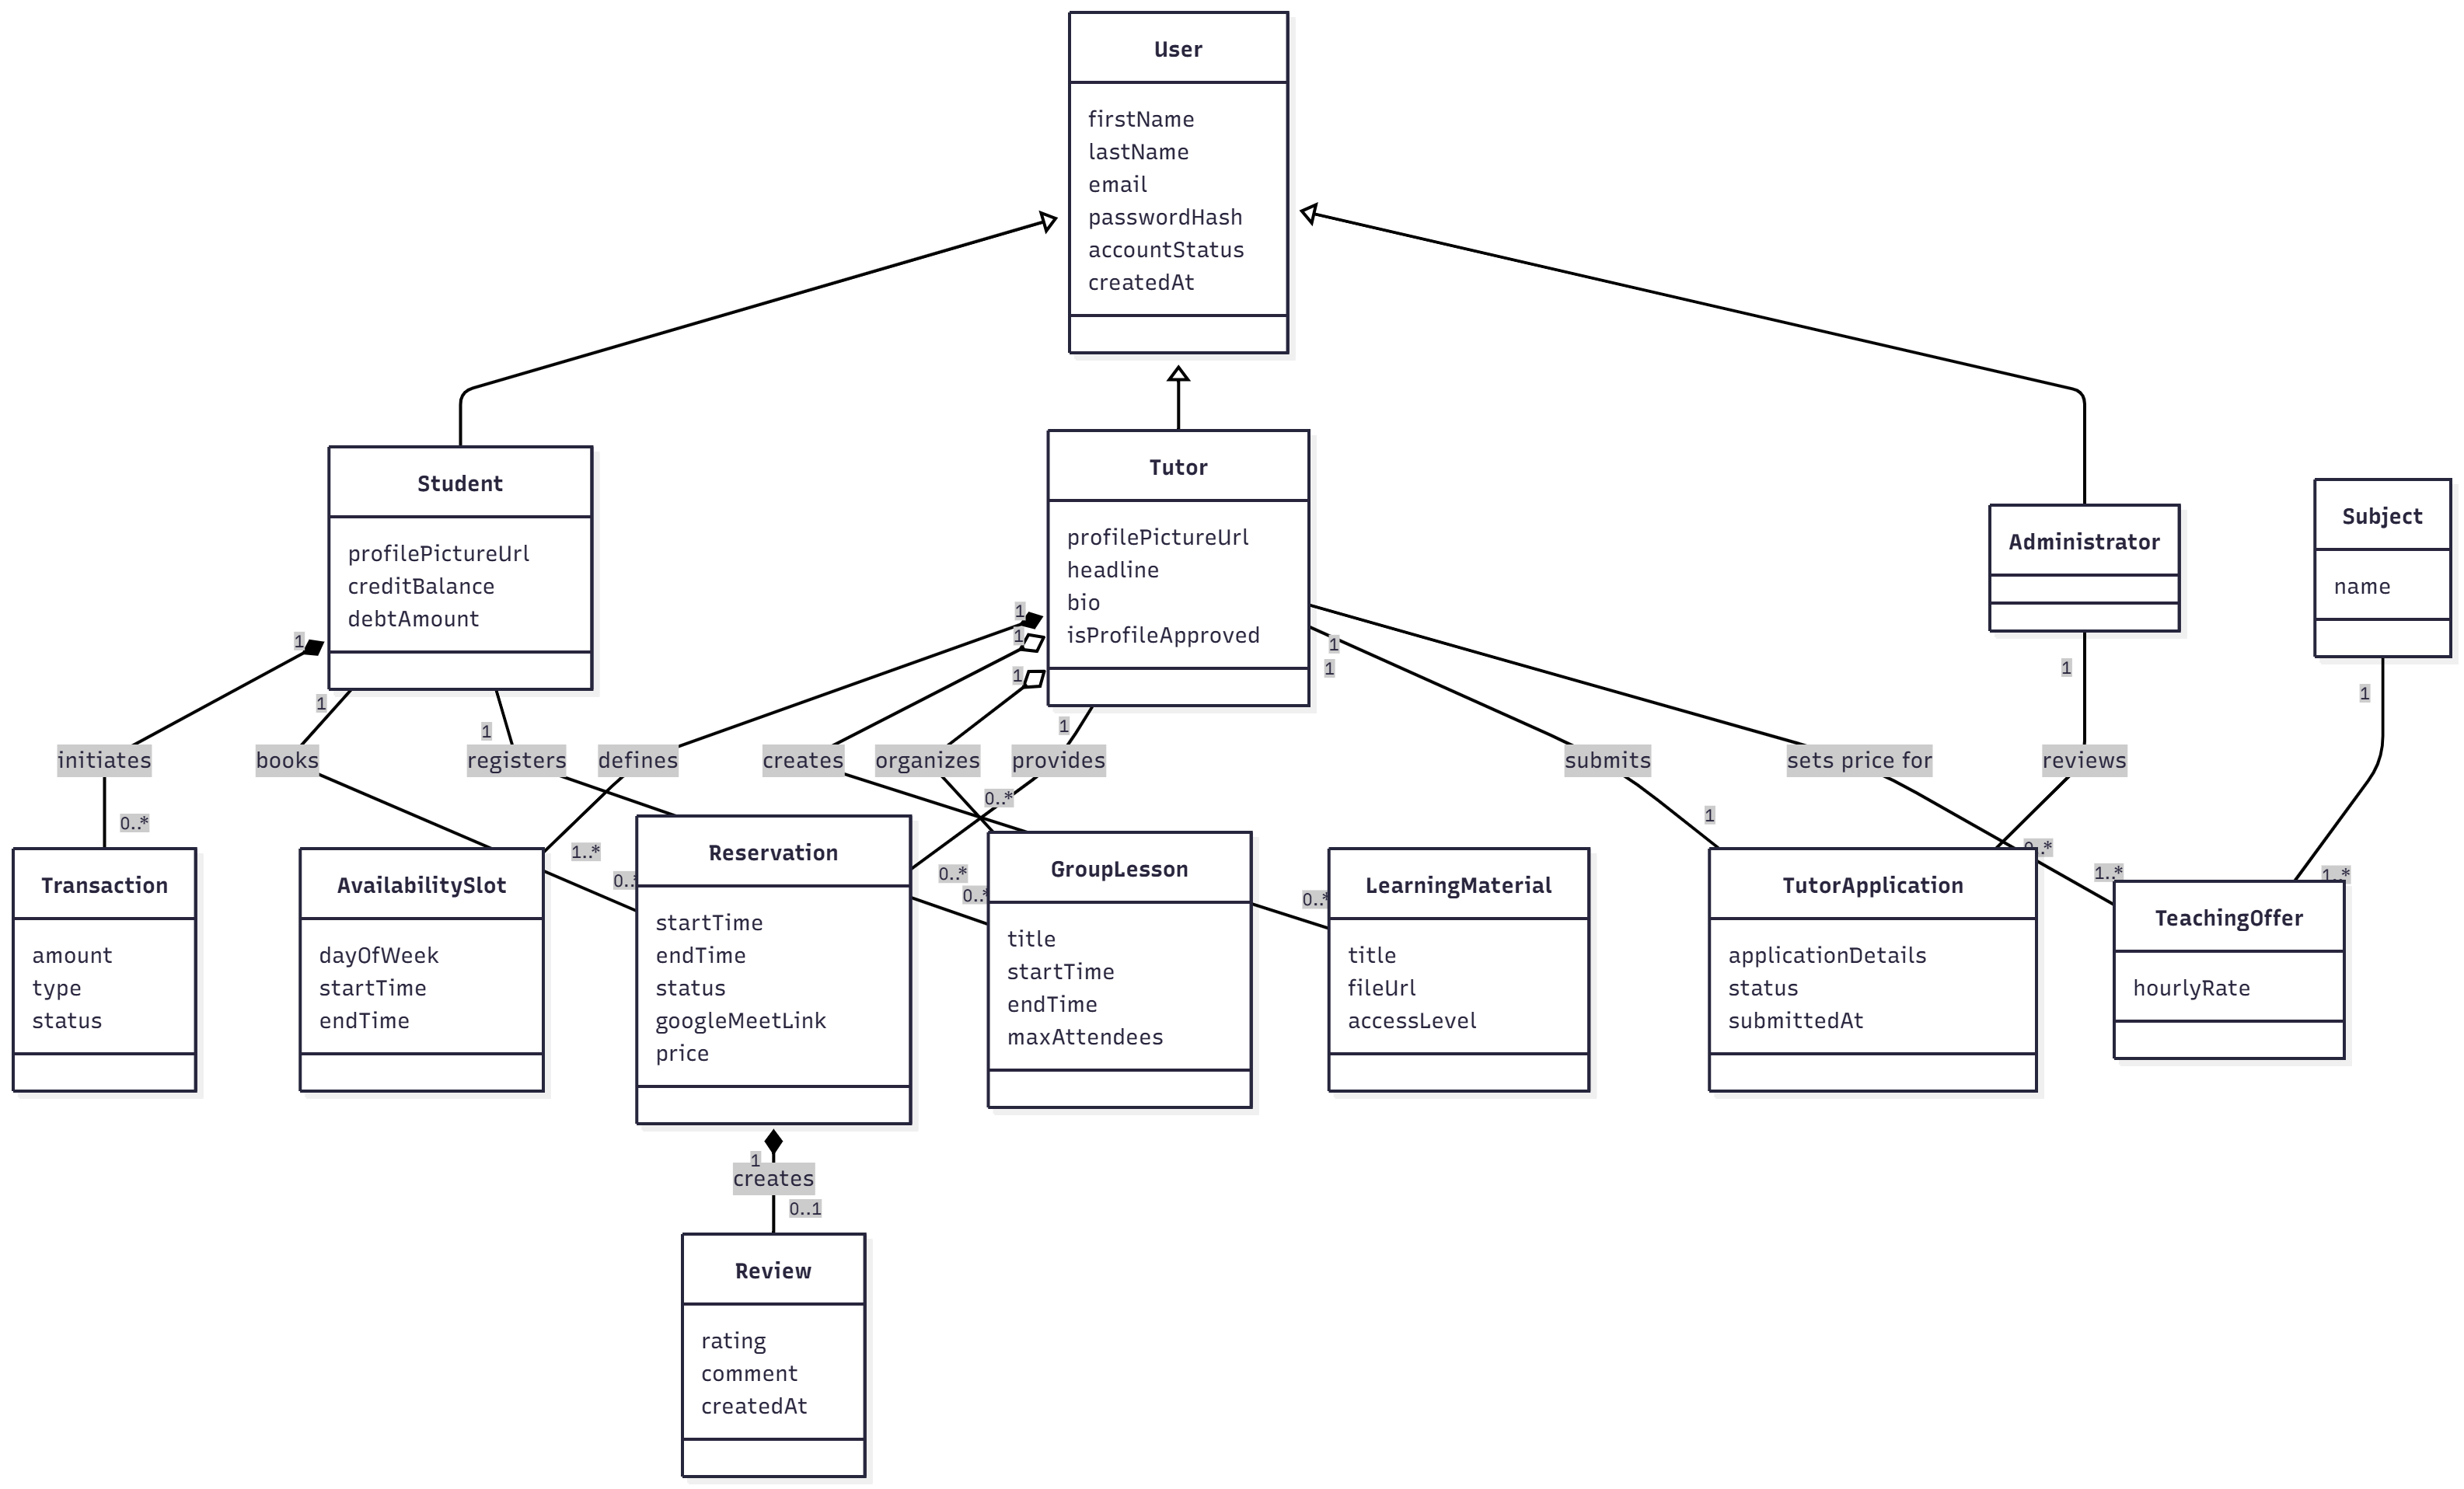 User
firstName
lastName
email
passwordHash
accountStatus
createdAt
Student
profilePictureUrl
creditBalance
debtAmount
Tutor
profilePictureUrl
headline
bio
isProfileApproved
Administrator
Subject
name
1
1
1
1
1
1
1
1
1
1
1
1
initiates
books
registers
defines
creates
organizes
provides
submits
sets price for
reviews
0..*
1..*
0..*
0..*
0..*
0..*
1
0..*
1..*
1..*
0..*
Transaction
amount
type
status
AvailabilitySlot
dayOfWeek
startTime
endTime
Reservation
startTime
endTime
status
googleMeetLink
price
GroupLesson
title
startTime
endTime
maxAttendees
LearningMaterial
title
fileUrl
accessLevel
TutorApplication
applicationDetails
status
submittedAt
TeachingOffer
hourlyRate
1
creates
0..1
Review
rating
comment
createdAt